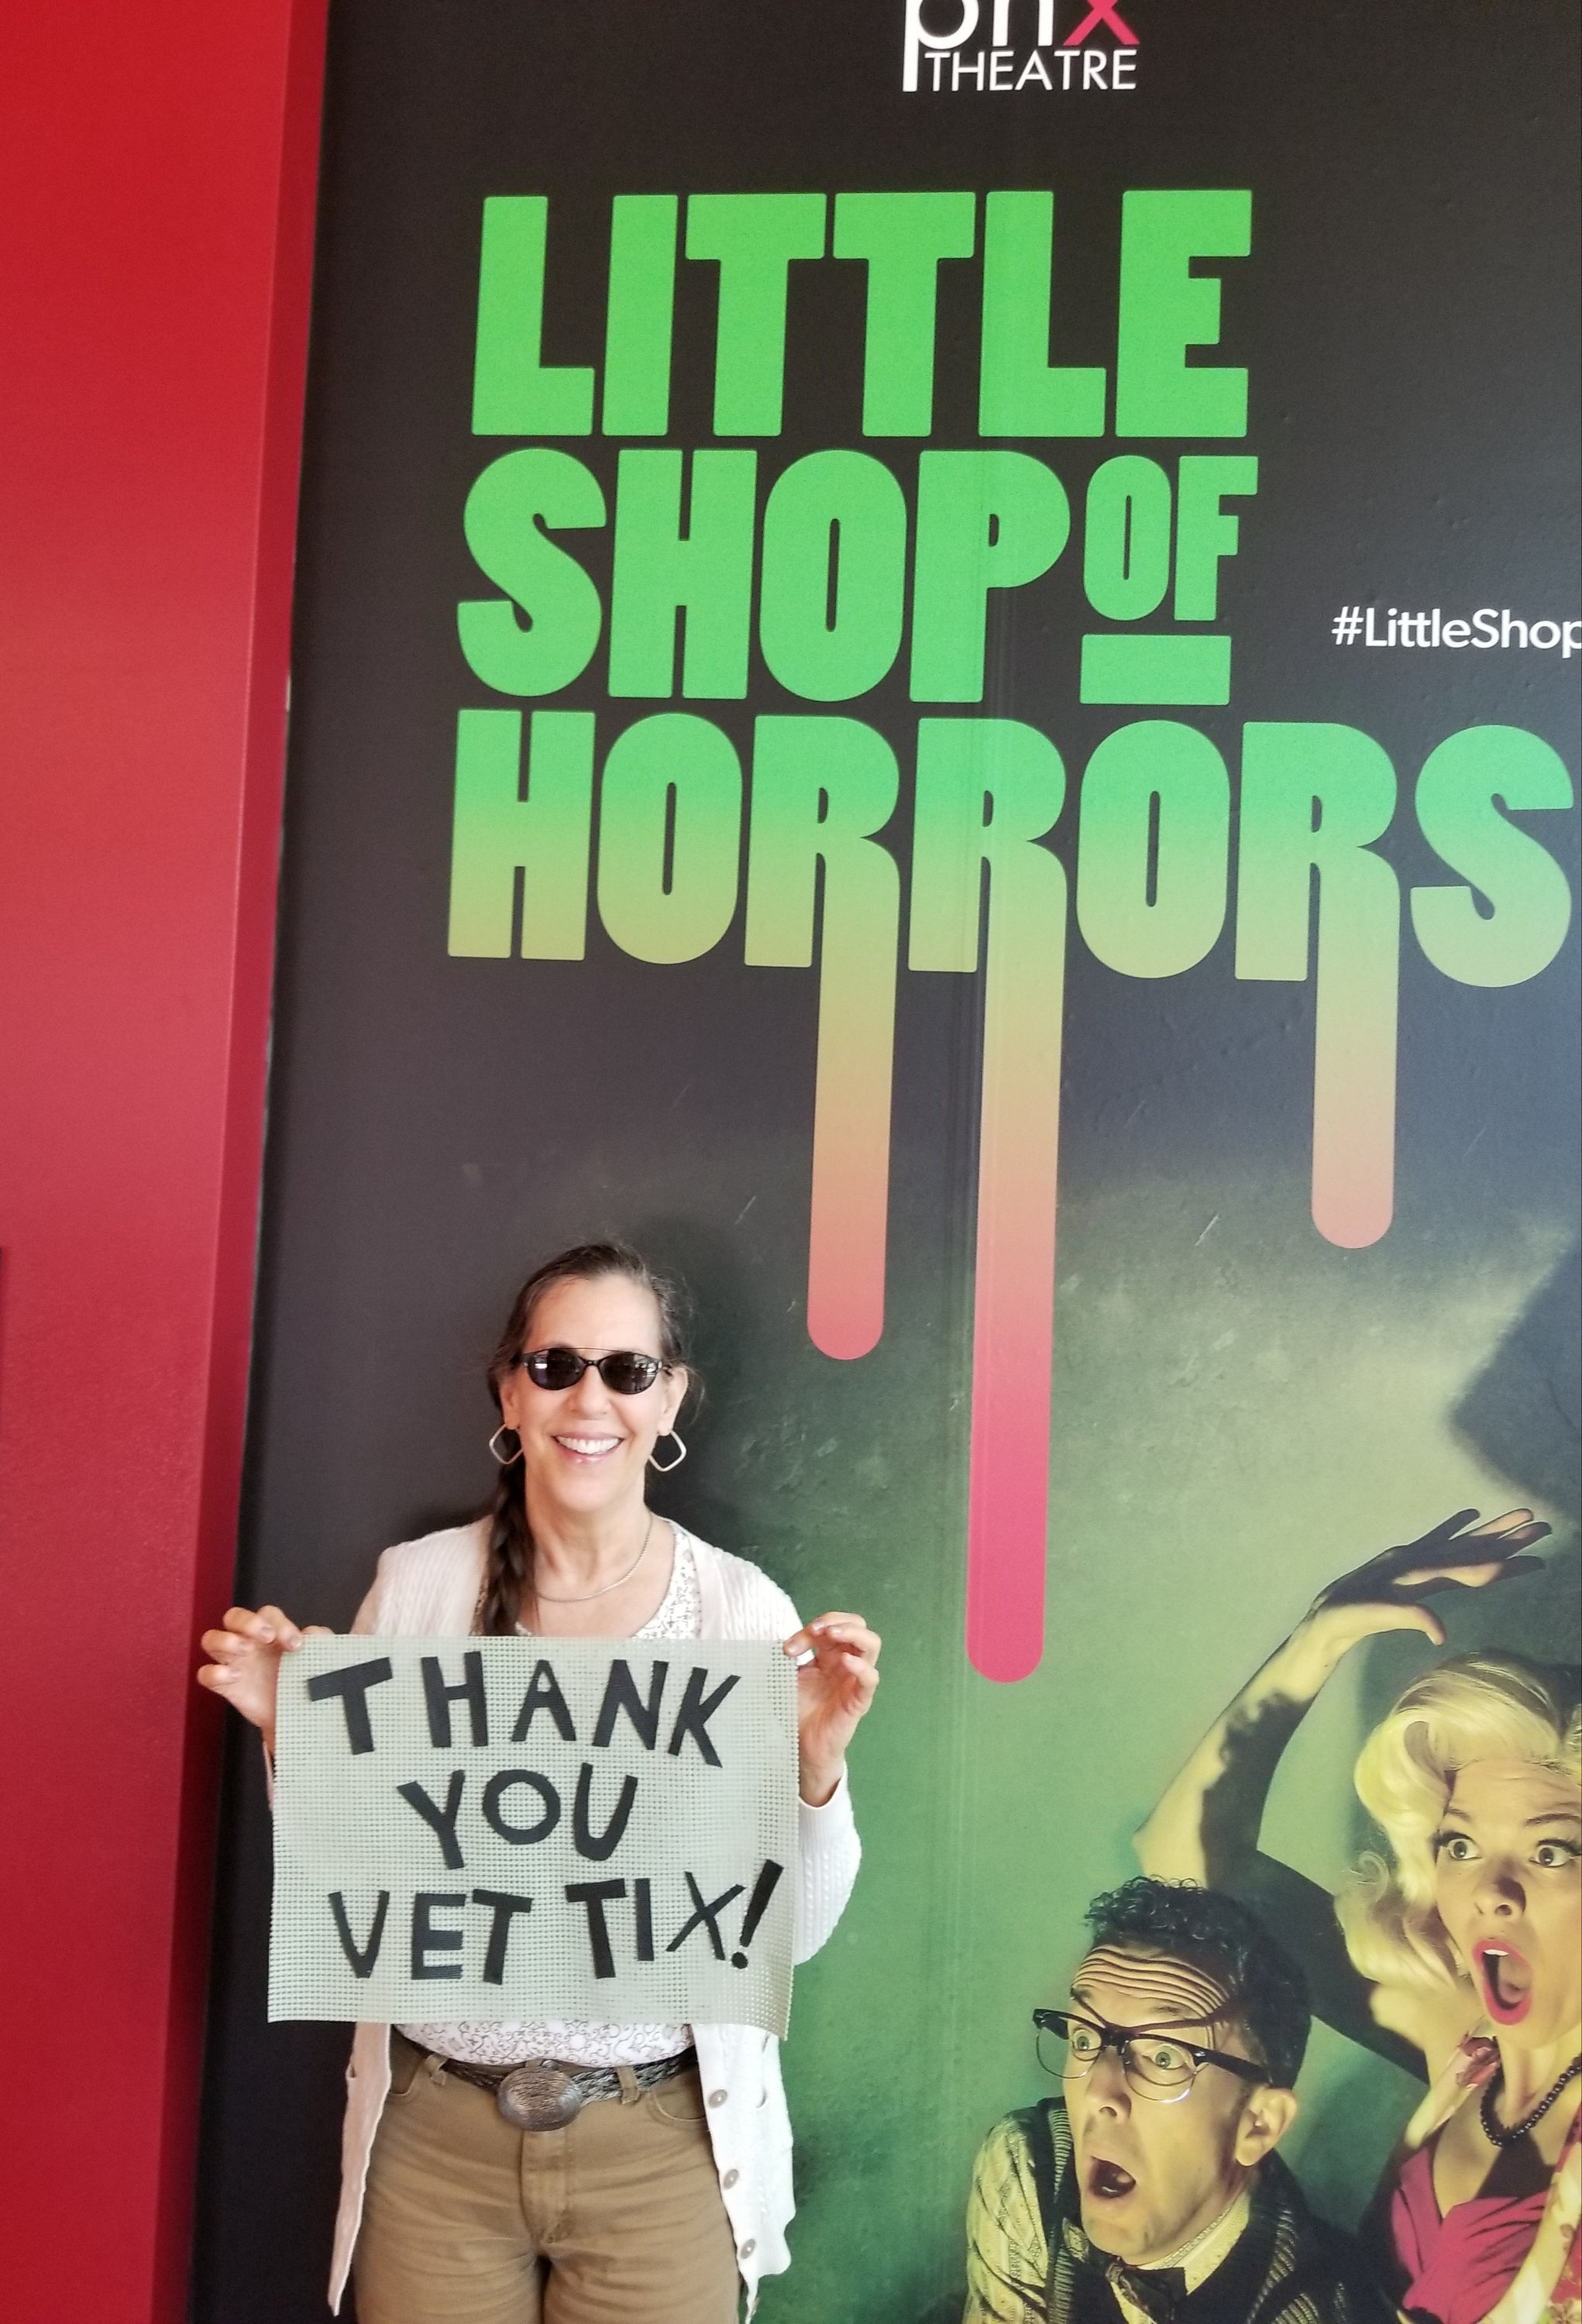 phx
THEATRE
LITTLE
SHOP OF
HORRORS
#LittleShop
THANK
YOU
VET TIX!